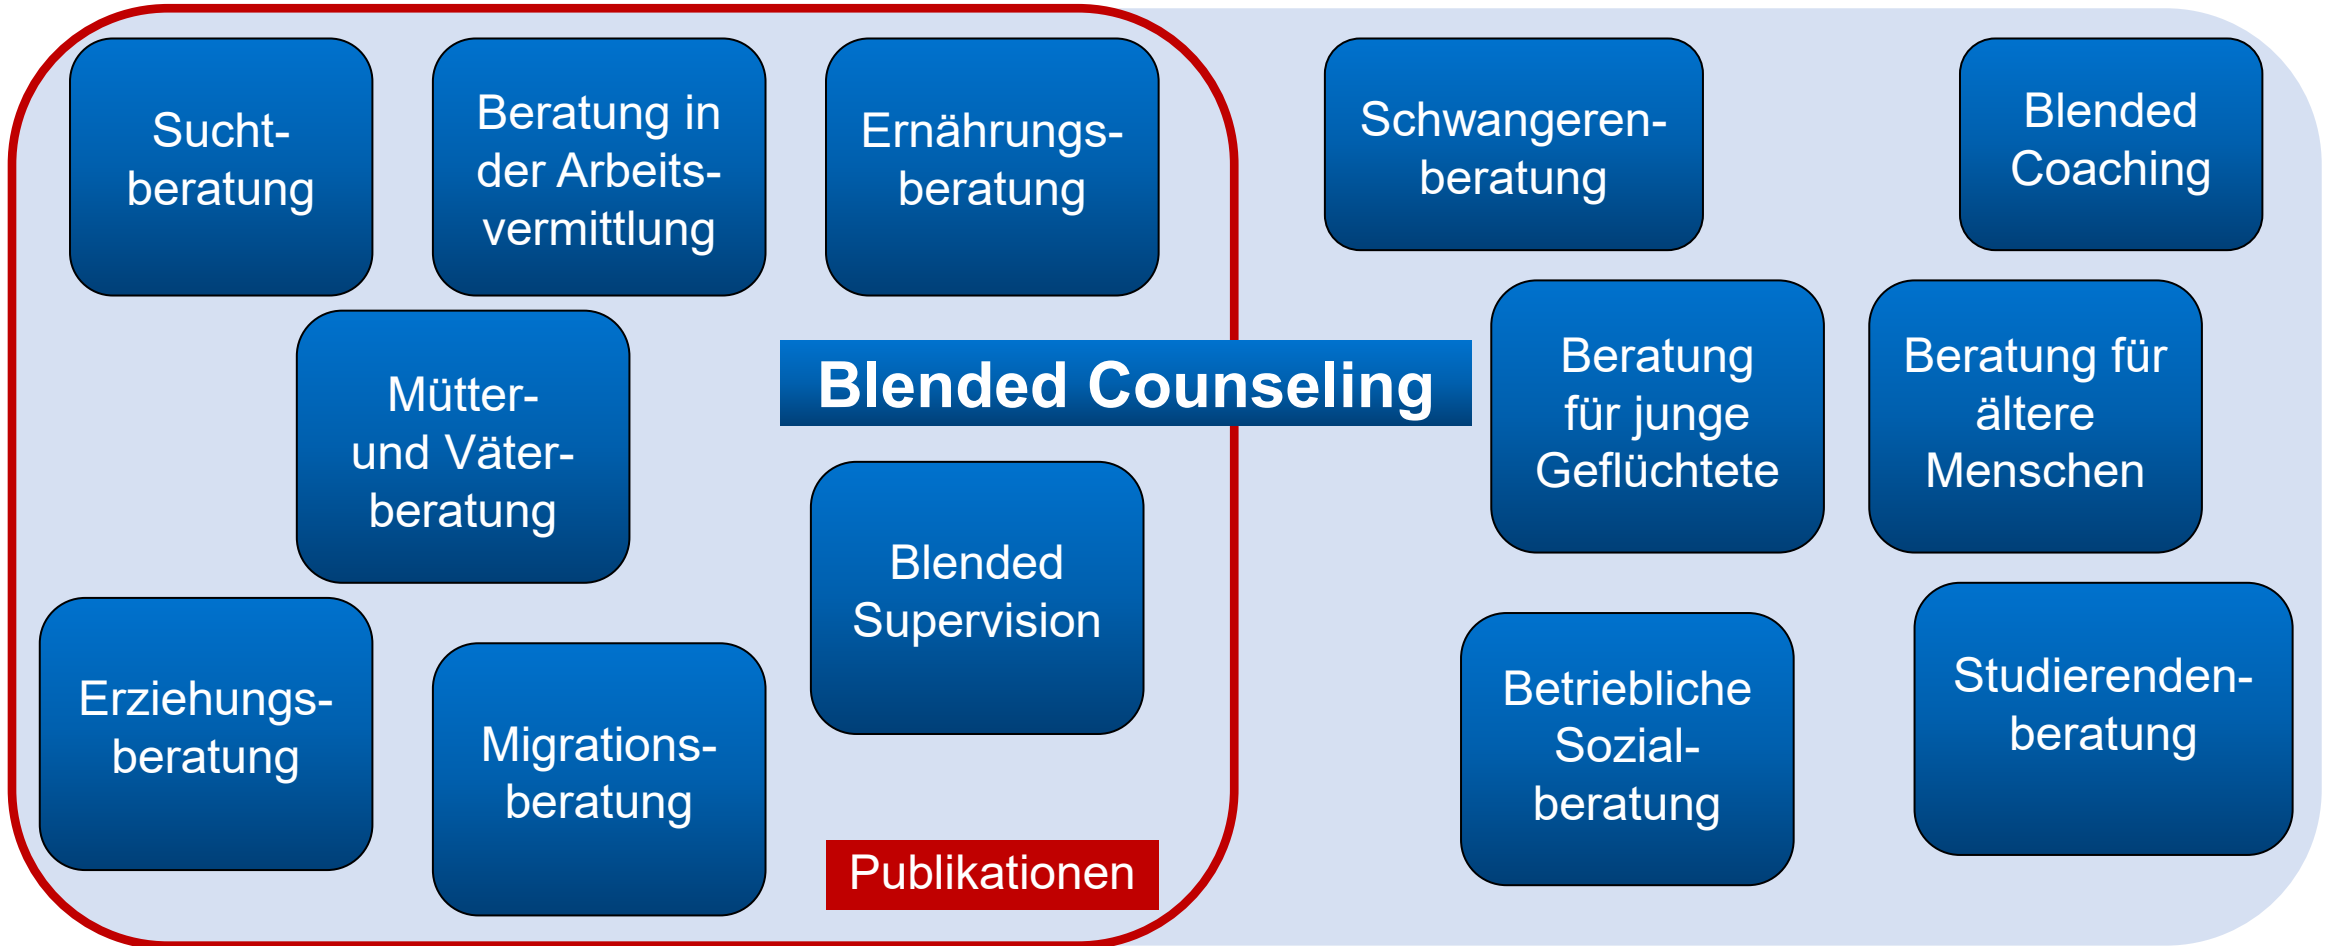 Sucht-
beratung
Beratung in
der Arbeits-
vermittlung
Ernährungs-
beratung
Schwangeren-
beratung
Blended
Coaching
Mütter-
und Väter-
beratung
Blended Counseling
Beratung
für junge
Geflüchtete
Beratung für
ältere
Menschen
Blended
Supervision
Erziehungs-
beratung
Migrations-
beratung
Betriebliche
Sozial-
beratung
Studierenden-
beratung
Publikationen